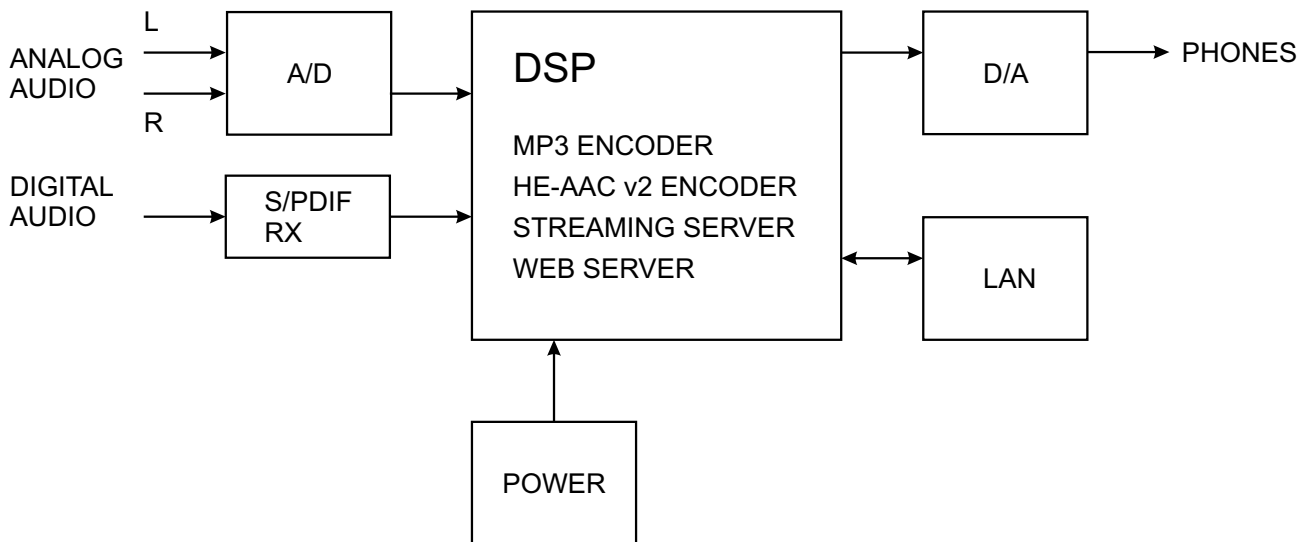 L
ANALOG
AUDIO
R
A/D
DIGITAL
AUDIO
S/PDIF
RX
DSP
MP3 ENCODER
HE-AAC v2 ENCODER
STREAMING SERVER
WEB SERVER
D/A
PHONES
LAN
POWER